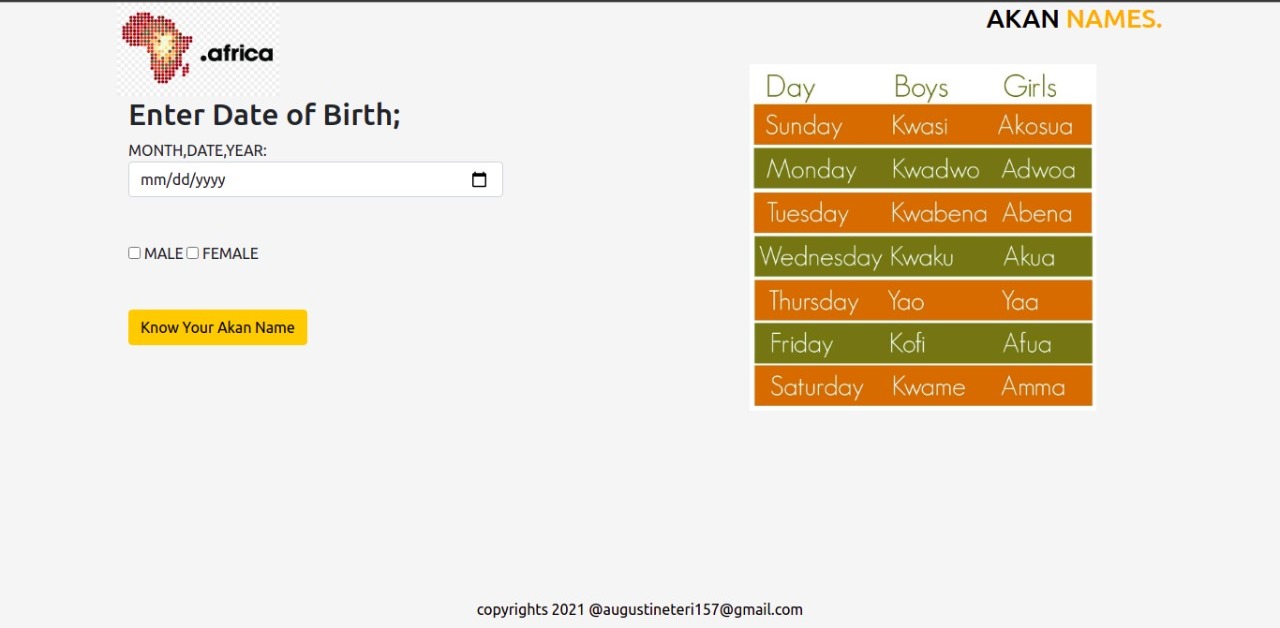 .africa
AKAN NAMES.
Enter Date of Birth;
MONTH,DATE,YEAR:
mm/dd/yyyy
MALE FEMALE
Know Your Akan Name
Day Boys Girls
Sunday Kwasi Akosua
Monday Kwadwo Adwoa
Tuesday Kwabena Abena
Wednesday Kwaku Akua
Thursday Yao Yaa
Friday Kofi Afua
Saturday Kwame Amma
copyrights 2021 @augustineteri157@gmail.com